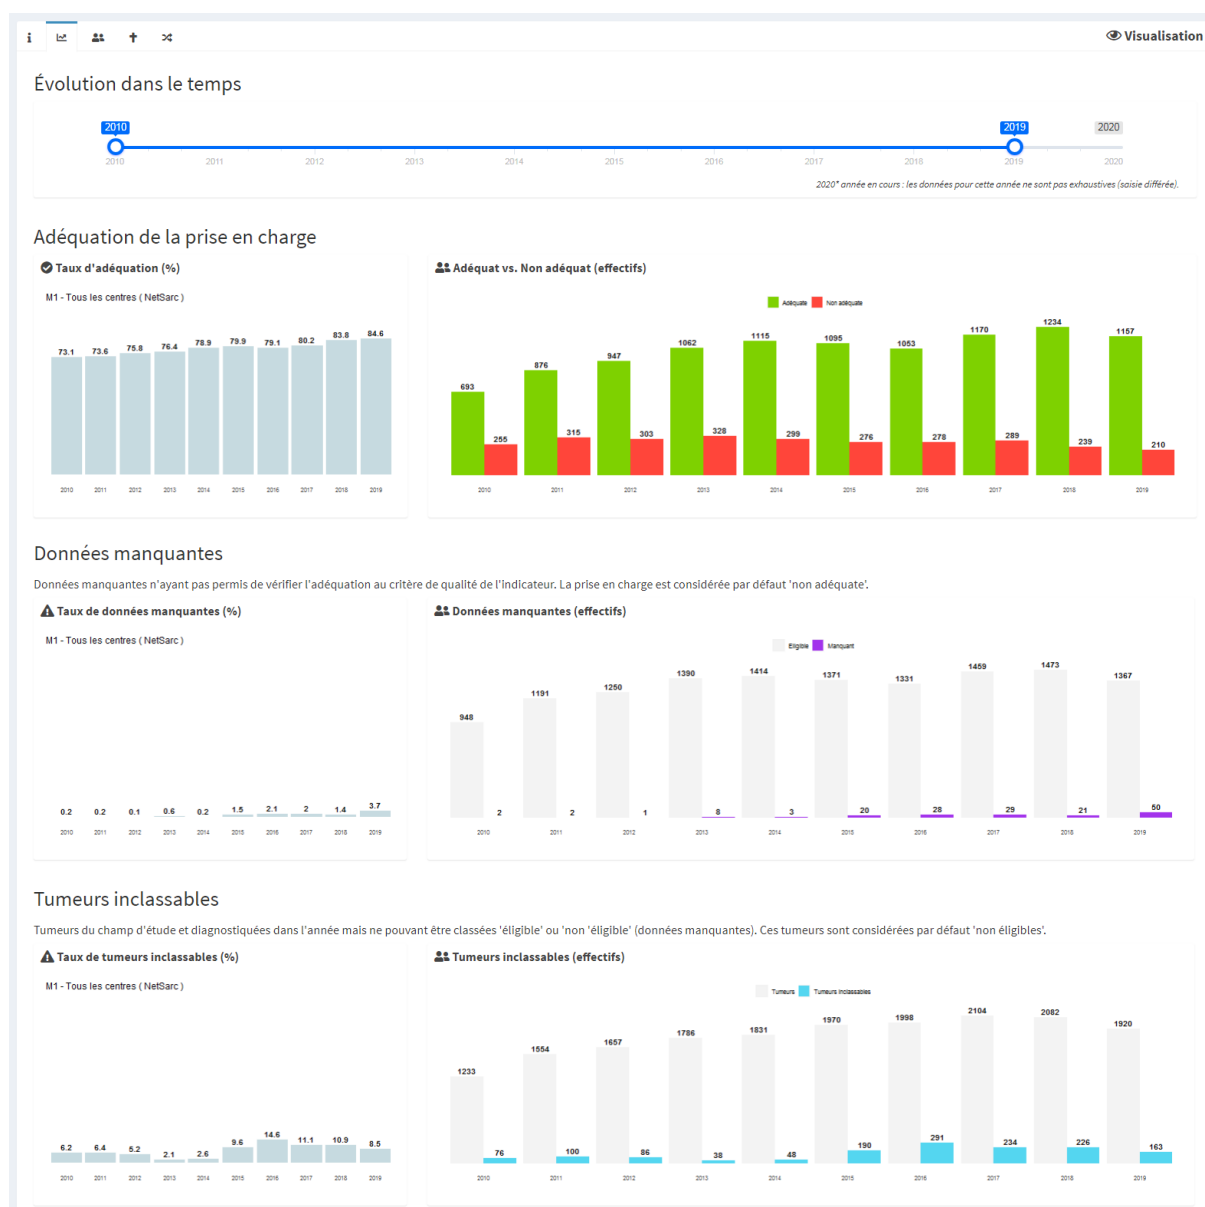 Visualisation
Évolution dans le temps
2010 2019 2020
2010 2011 2012 2013 2014 2015 2016 2017 2018 2019 2020
2020* année en cours : les données pour cette année ne sont pas exhaustives (saisie différée).
Adéquation de la prise en charge
Taux d'adéquation (%)
M1 - Tous les centres ( NetSarc )
73.1 73.6 75.8 76.4 78.9 79.9 79.1 80.2 83.8 84.6
2010 2011 2012 2013 2014 2015 2016 2017 2018 2019
Adéquat vs. Non adéquat (effectifs)
Adéquate Non adéquate
693 255 876 315 947 303 1062 328 1115 299 1095 276 1053 278 1170 289 1234 239 1157 210
2010 2011 2012 2013 2014 2015 2016 2017 2018 2019
Données manquantes
Données manquantes n'ayant pas permis de vérifier l'adéquation au critère de qualité de l'indicateur. La prise en charge est considérée par défaut 'non adéquate'.
Taux de données manquantes (%)
M1 - Tous les centres ( NetSarc )
0.2 0.2 0.1 0.6 0.2 1.5 2.1 2 1.4 3.7
2010 2011 2012 2013 2014 2015 2016 2017 2018 2019
Données manquantes (effectifs)
Eligible Manquant
948 2 1191 2 1250 1 1390 8 1414 3 1371 20 1331 28 1459 29 1473 21 1367 50
2010 2011 2012 2013 2014 2015 2016 2017 2018 2019
Tumeurs inclassables
Tumeurs du champ d'étude et diagnostiquées dans l'année mais ne pouvant être classées 'éligible' ou 'non 'éligible' (données manquantes). Ces tumeurs sont considérées par défaut 'non éligibles'.
Taux de tumeurs inclassables (%)
M1 - Tous les centres ( NetSarc )
6.2 6.4 5.2 2.1 2.6 9.6 14.6 11.1 10.9 8.5
2010 2011 2012 2013 2014 2015 2016 2017 2018 2019
Tumeurs inclassables (effectifs)
Tumeurs Tumeurs inclassables
1233 76 1554 100 1657 86 1786 38 1831 48 1970 190 1998 291 2104 234 2082 226 1920 163
2010 2011 2012 2013 2014 2015 2016 2017 2018 2019